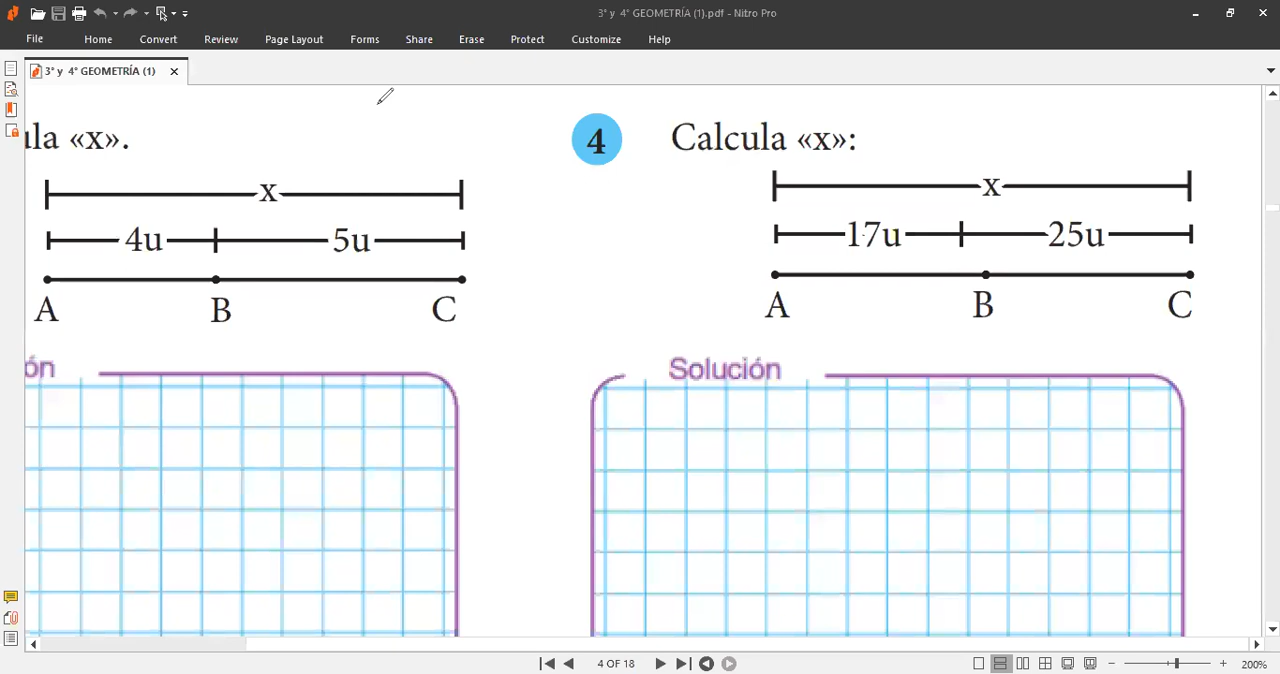 3° y 4° GEOMETRÍA (1).pdf - Nitro Pro
File Home Convert Review Page Layout Forms Share Erase Protect Customize Help
3° y 4° GEOMETRÍA (1)
ula «x».
x
4u 5u
A B C
ón
4 Calcula «x»:
x
17u 25u
A B C
Solución
4 OF 18
200%